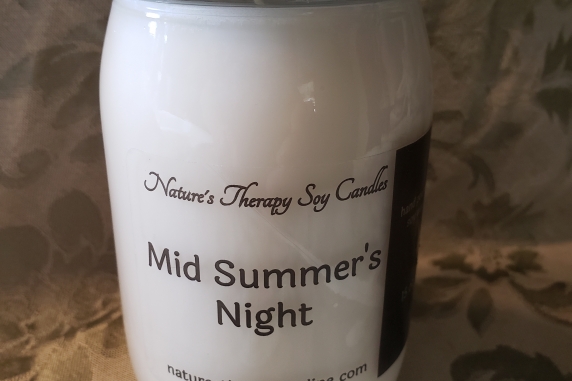 Nature's Therapy Soy Candles
Mid Summer's
Night